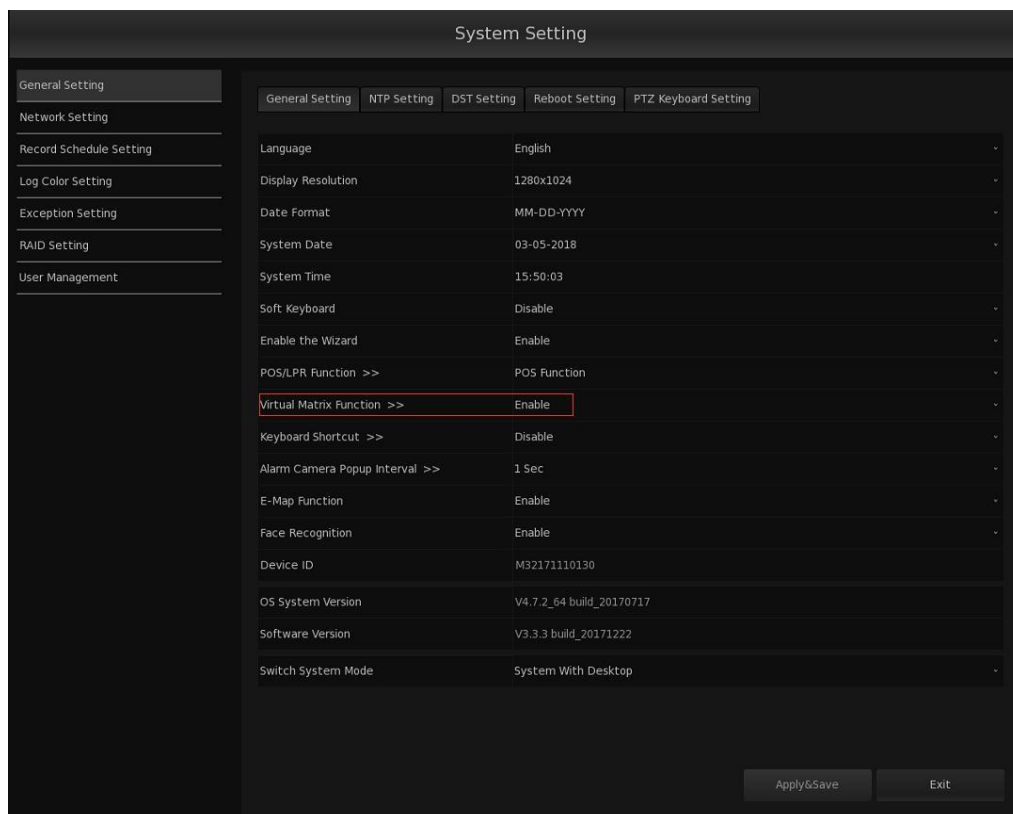 System Setting
General Setting
Network Setting
Record Schedule Setting
Log Color Setting
Exception Setting
RAID Setting
User Management
General Setting NTP Setting DST Setting Reboot Setting PTZ Keyboard Setting
Language English
Display Resolution 1280x1024
Date Format MM-DD-YYYY
System Date 03-05-2018
System Time 15:50:03
Soft Keyboard Disable
Enable the Wizard Enable
POS/LPR Function >> POS Function
Virtual Matrix Function >> Enable
Keyboard Shortcut >> Disable
Alarm Camera Popup Interval >> 1 Sec
E-Map Function Enable
Face Recognition Enable
Device ID M32171110130
OS System Version V4.7.2_64 build_20170717
Software Version V3.3.3 build_20171222
Switch System Mode System With Desktop
Apply&Save Exit